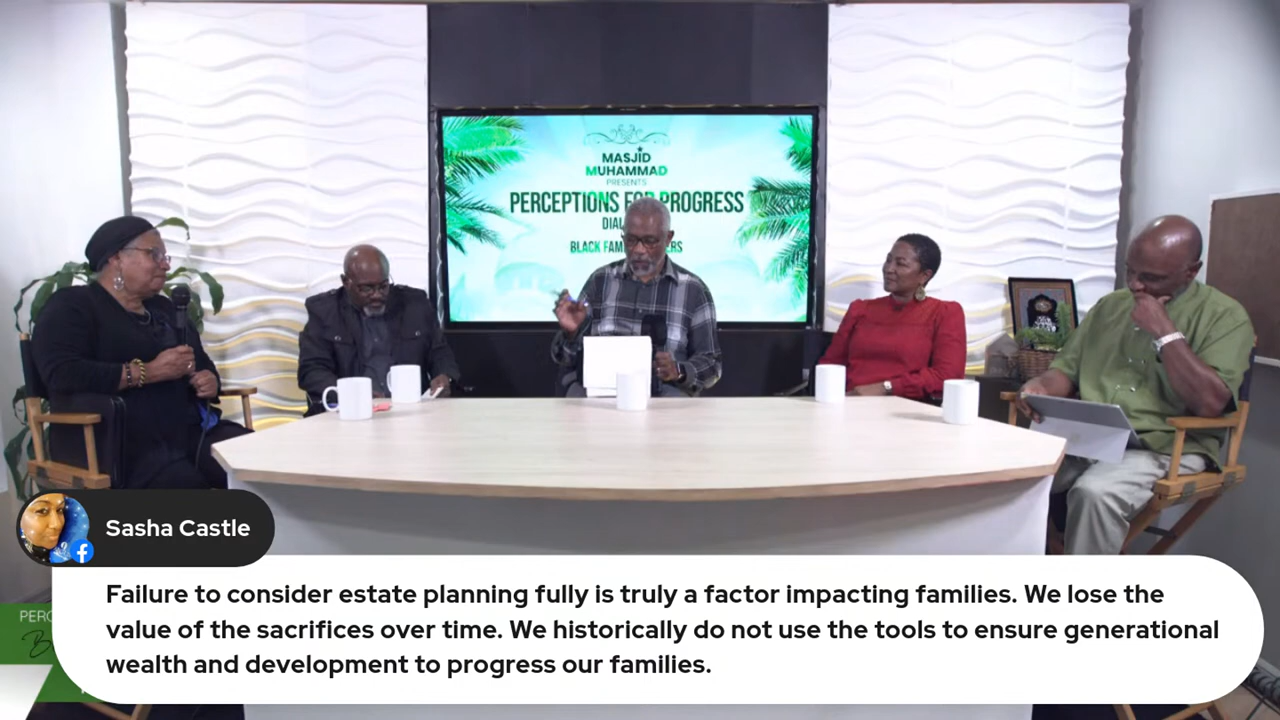 MASJID
MUHAMMAD
PRESENTS
PERCEPTIONS PROGRESS
BLACK
Sasha Castle
Failure to consider estate planning fully is truly a factor impacting families. We lose the
value of the sacrifices over time. We historically do not use the tools to ensure generational
wealth and development to progress our families.